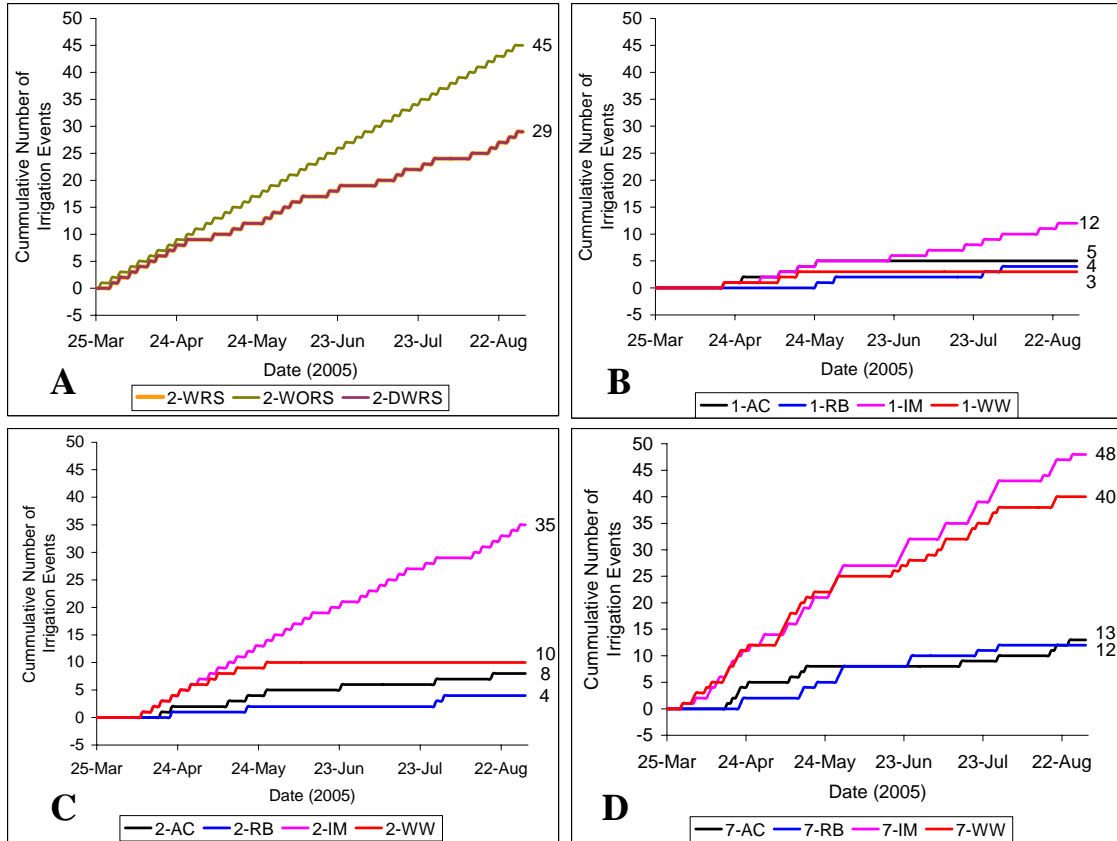 Cummulative Number of
Irrigation Events
50
45
40
35
30
25
20
15
10
5
0
-5
45
29
25-Mar 24-Apr 24-May 23-Jun 23-Jul 22-Aug
Date (2005)
A
2-WRS 2-WORS 2-DWRS
Cummulative Number of
Irrigation Events
50
45
40
35
30
25
20
15
10
5
0
-5
12
5
4
3
25-Mar 24-Apr 24-May 23-Jun 23-Jul 22-Aug
Date (2005)
B
1-AC 1-RB 1-IM 1-WW
Cummulative Number of
Irrigation Events
50
45
40
35
30
25
20
15
10
5
0
-5
35
10
8
4
25-Mar 24-Apr 24-May 23-Jun 23-Jul 22-Aug
Date (2005)
C
2-AC 2-RB 2-IM 2-WW
Cummulative Number of
Irrigation Events
50
45
40
35
30
25
20
15
10
5
0
-5
48
40
13
12
25-Mar 24-Apr 24-May 23-Jun 23-Jul 22-Aug
Date (2005)
D
7-AC 7-RB 7-IM 7-WW